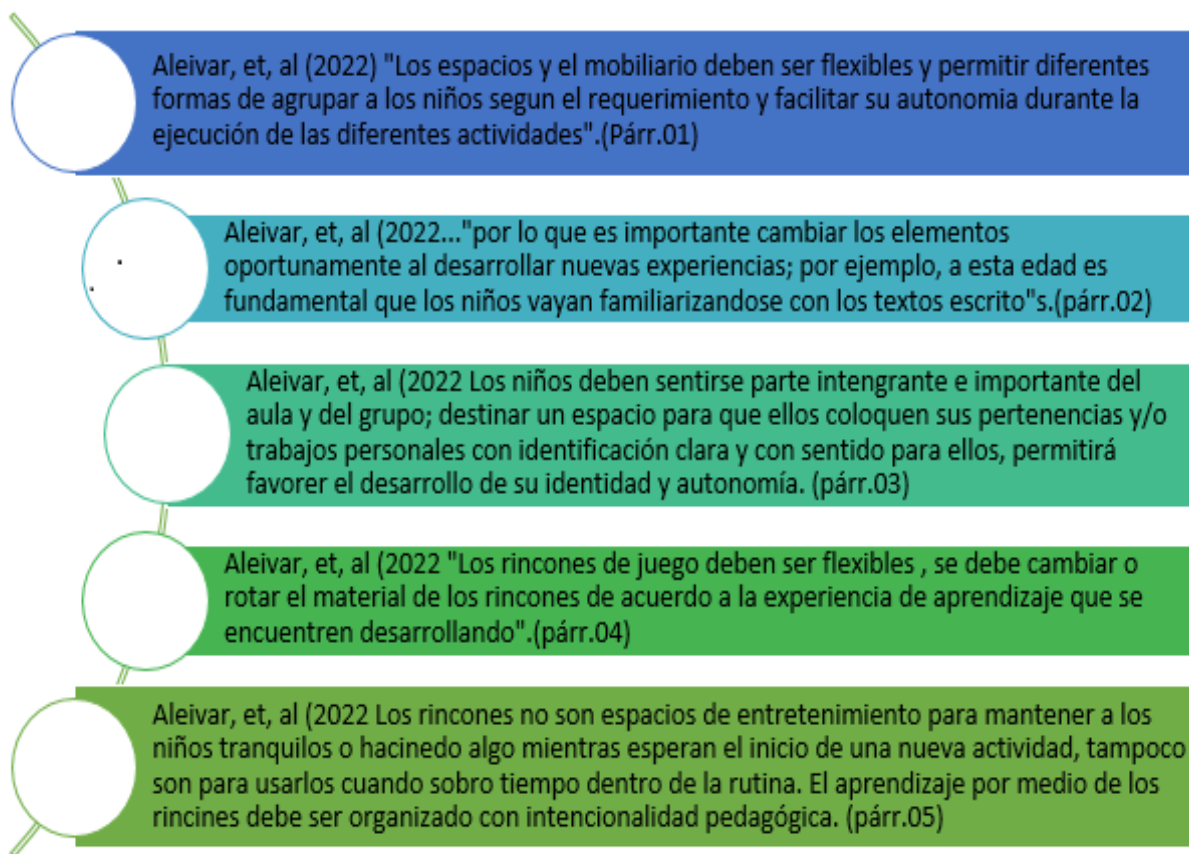 Aleivar, et, al (2022) "Los espacios y el mobiliario deben ser flexibles y permitir diferentes
formas de agrupar a los niños segun el requerimiento y facilitar su autonomia durante la
ejecución de las diferentes actividades".(Párr.01)
Aleivar, et, al (2022..."por lo que es importante cambiar los elementos
oportunamente al desarrollar nuevas experiencias; por ejemplo, a esta edad es
fundamental que los niños vayan familiarizandose con los textos escrito"s.(párr.02)
Aleivar, et, al (2022 Los niños deben sentirse parte intengrante e importante del
aula y del grupo; destinar un espacio para que ellos coloquen sus pertenencias y/o
trabajos personales con identificación clara y con sentido para ellos, permitirá
favorer el desarrollo de su identidad y autonomía. (párr.03)
Aleivar, et, al (2022 "Los rincones de juego deben ser flexibles , se debe cambiar o
rotar el material de los rincones de acuerdo a la experiencia de aprendizaje que se
encuentren desarrollando".(párr.04)
Aleivar, et, al (2022 Los rincones no son espacios de entretenimiento para mantener a los
niños tranquilos o hacinedo algo mientras esperan el inicio de una nueva actividad, tampoco
son para usarlos cuando sobro tiempo dentro de la rutina. El aprendizaje por medio de los
rincines debe ser organizado con intencionalidad pedagógica. (párr.05)